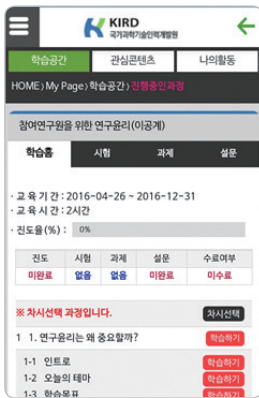 KIRD
국가과학기술인력개발원
학습공간 관심콘텐츠 나의활동
HOME〉My Page〉학습공간〉진행중인과정
참여연구원을 위한 연구윤리(이공계)
학습홈 시험 과제 설문
· 교육기간 : 2016-04-26 ~ 2016-12-31
· 교육시간 : 2시간
· 진도율(%) : 0%
진도 시험 과제 설문 수료여부
미완료 없음 없음 미완료 미수료
※ 차시선택 과정입니다. 차시선택
1 1. 연구윤리는 왜 중요할까? 학습하기
1-1 인트로 학습하기
1-2 오늘의 테마 학습하기
1-3 학습목표 학습하기